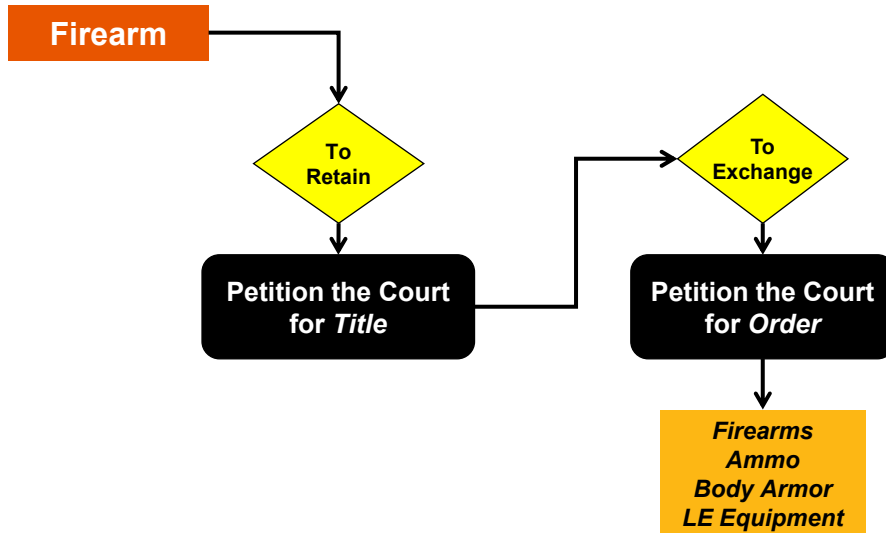 Firearm
To
Retain
Petition the Court
for Title
To
Exchange
Petition the Court
for Order
Firearms
Ammo
Body Armor
LE Equipment